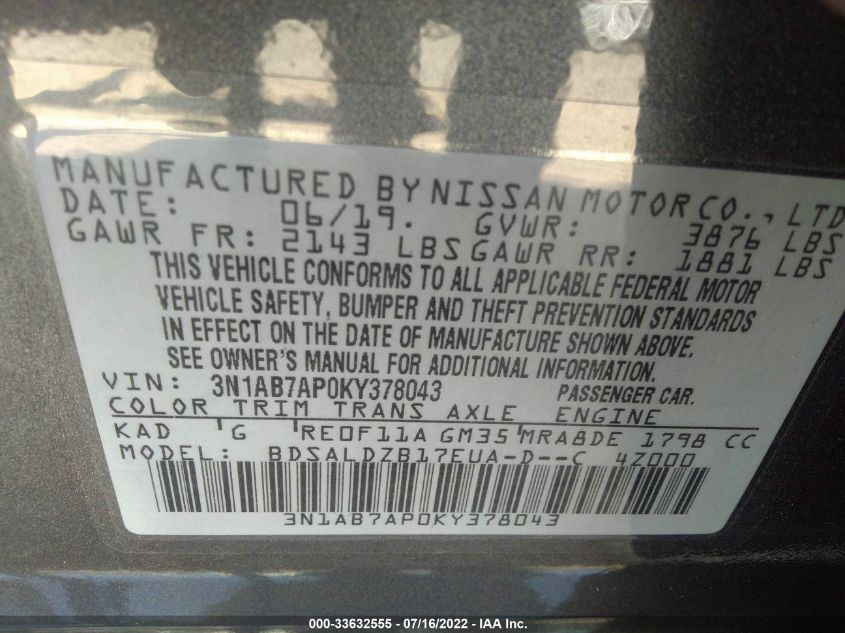 MANUFACTURED BY NISSAN MOTOR CO., LTD
DATE: 06/19. GVWR: 3876 LBS
GAWR FR: 2143 LBS GAWR RR: 1881 LBS
THIS VEHICLE CONFORMS TO ALL APPLICABLE FEDERAL MOTOR
VEHICLE SAFETY, BUMPER AND THEFT PREVENTION STANDARDS
IN EFFECT ON THE DATE OF MANUFACTURE SHOWN ABOVE.
SEE OWNER'S MANUAL FOR ADDITIONAL INFORMATION.
VIN: 3N1AB7AP0KY378043 PASSENGER CAR.
COLOR TRIM TRANS AXLE ENGINE
KAD G RE0F11A GM35 MRA8DE 1798 CC
MODEL: BDSALDZB17EUA-D--C 4Z000
3N1AB7AP0KY378043
000-33632555 - 07/16/2022 - IAA Inc.